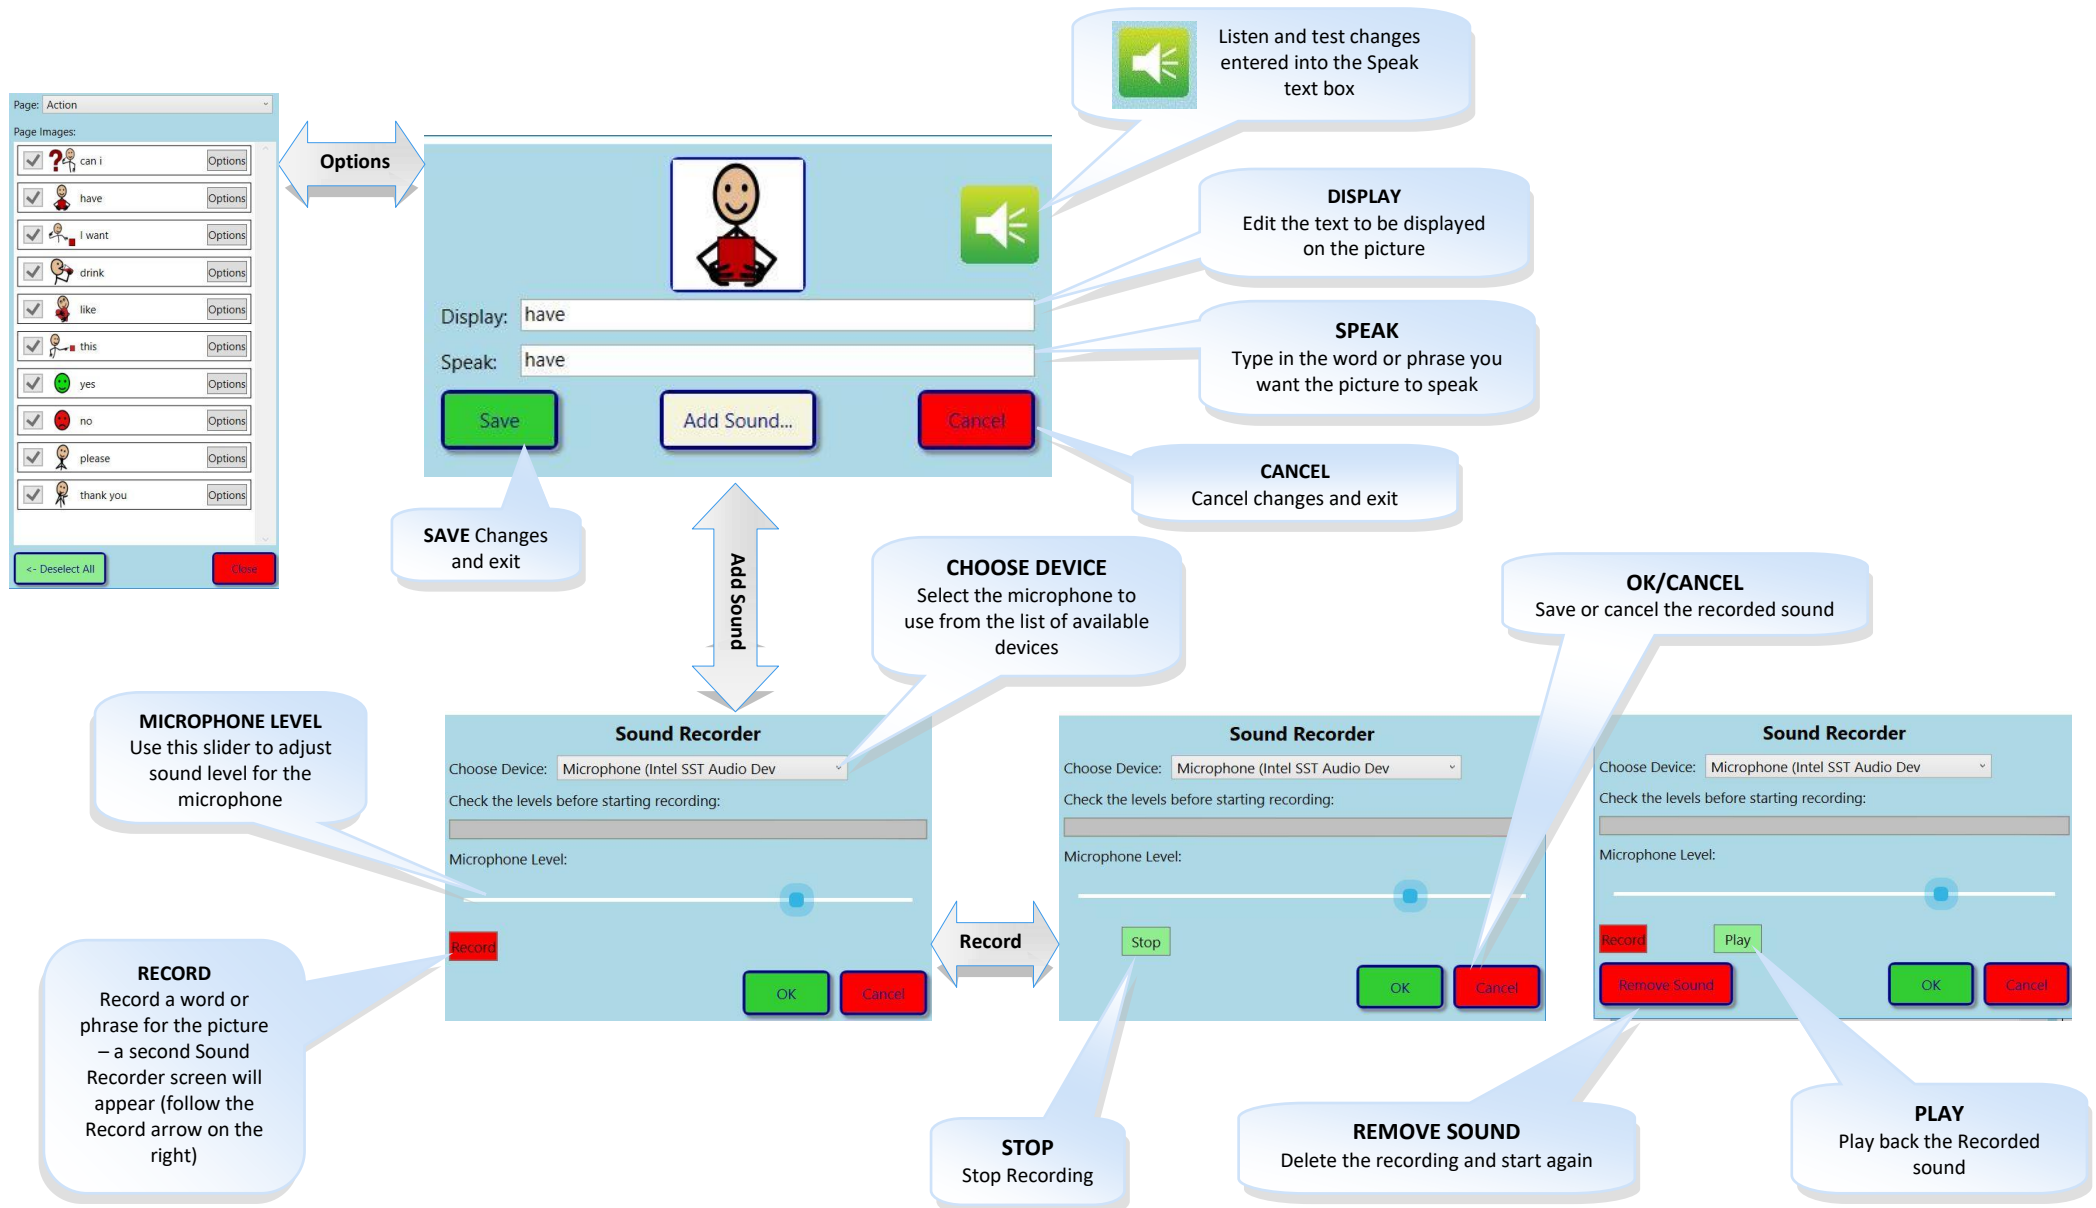 Listen and test changes
entered into the Speak
text box
Page: Action
Page Images:
can i Options
have Options
I want Options
drink Options
like Options
this Options
yes Options
no Options
please Options
thank you Options
<- Deselect All Close
Options
Display: have
Speak: have
Save Add Sound... Cancel
DISPLAY
Edit the text to be displayed
on the picture
SPEAK
Type in the word or phrase you
want the picture to speak
CANCEL
Cancel changes and exit
SAVE Changes
and exit
Add Sound
CHOOSE DEVICE
Select the microphone to
use from the list of available
devices
OK/CANCEL
Save or cancel the recorded sound
MICROPHONE LEVEL
Use this slider to adjust
sound level for the
microphone
Sound Recorder
Choose Device: Microphone (Intel SST Audio Dev
Check the levels before starting recording:
Microphone Level:
Record
OK Cancel
RECORD
Record a word or
phrase for the picture
– a second Sound
Recorder screen will
appear (follow the
Record arrow on the
right)
Record
Sound Recorder
Choose Device: Microphone (Intel SST Audio Dev
Check the levels before starting recording:
Microphone Level:
Stop
OK Cancel
Sound Recorder
Choose Device: Microphone (Intel SST Audio Dev
Check the levels before starting recording:
Microphone Level:
Record Play
Remove Sound OK Cancel
STOP
Stop Recording
REMOVE SOUND
Delete the recording and start again
PLAY
Play back the Recorded
sound